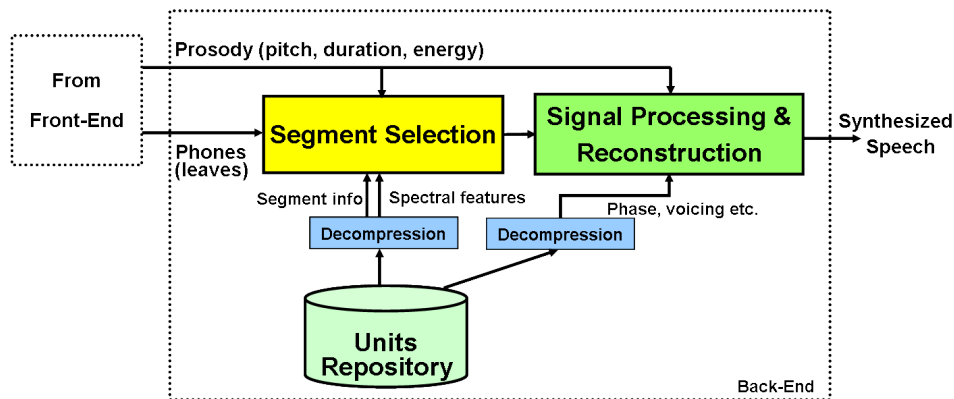 From
Front-End
Prosody (pitch, duration, energy)
Phones
(leaves)
Segment Selection
Signal Processing &
Reconstruction
Synthesized
Speech
Segment info
Spectral features
Phase, voicing etc.
Decompression
Decompression
Units
Repository
Back-End